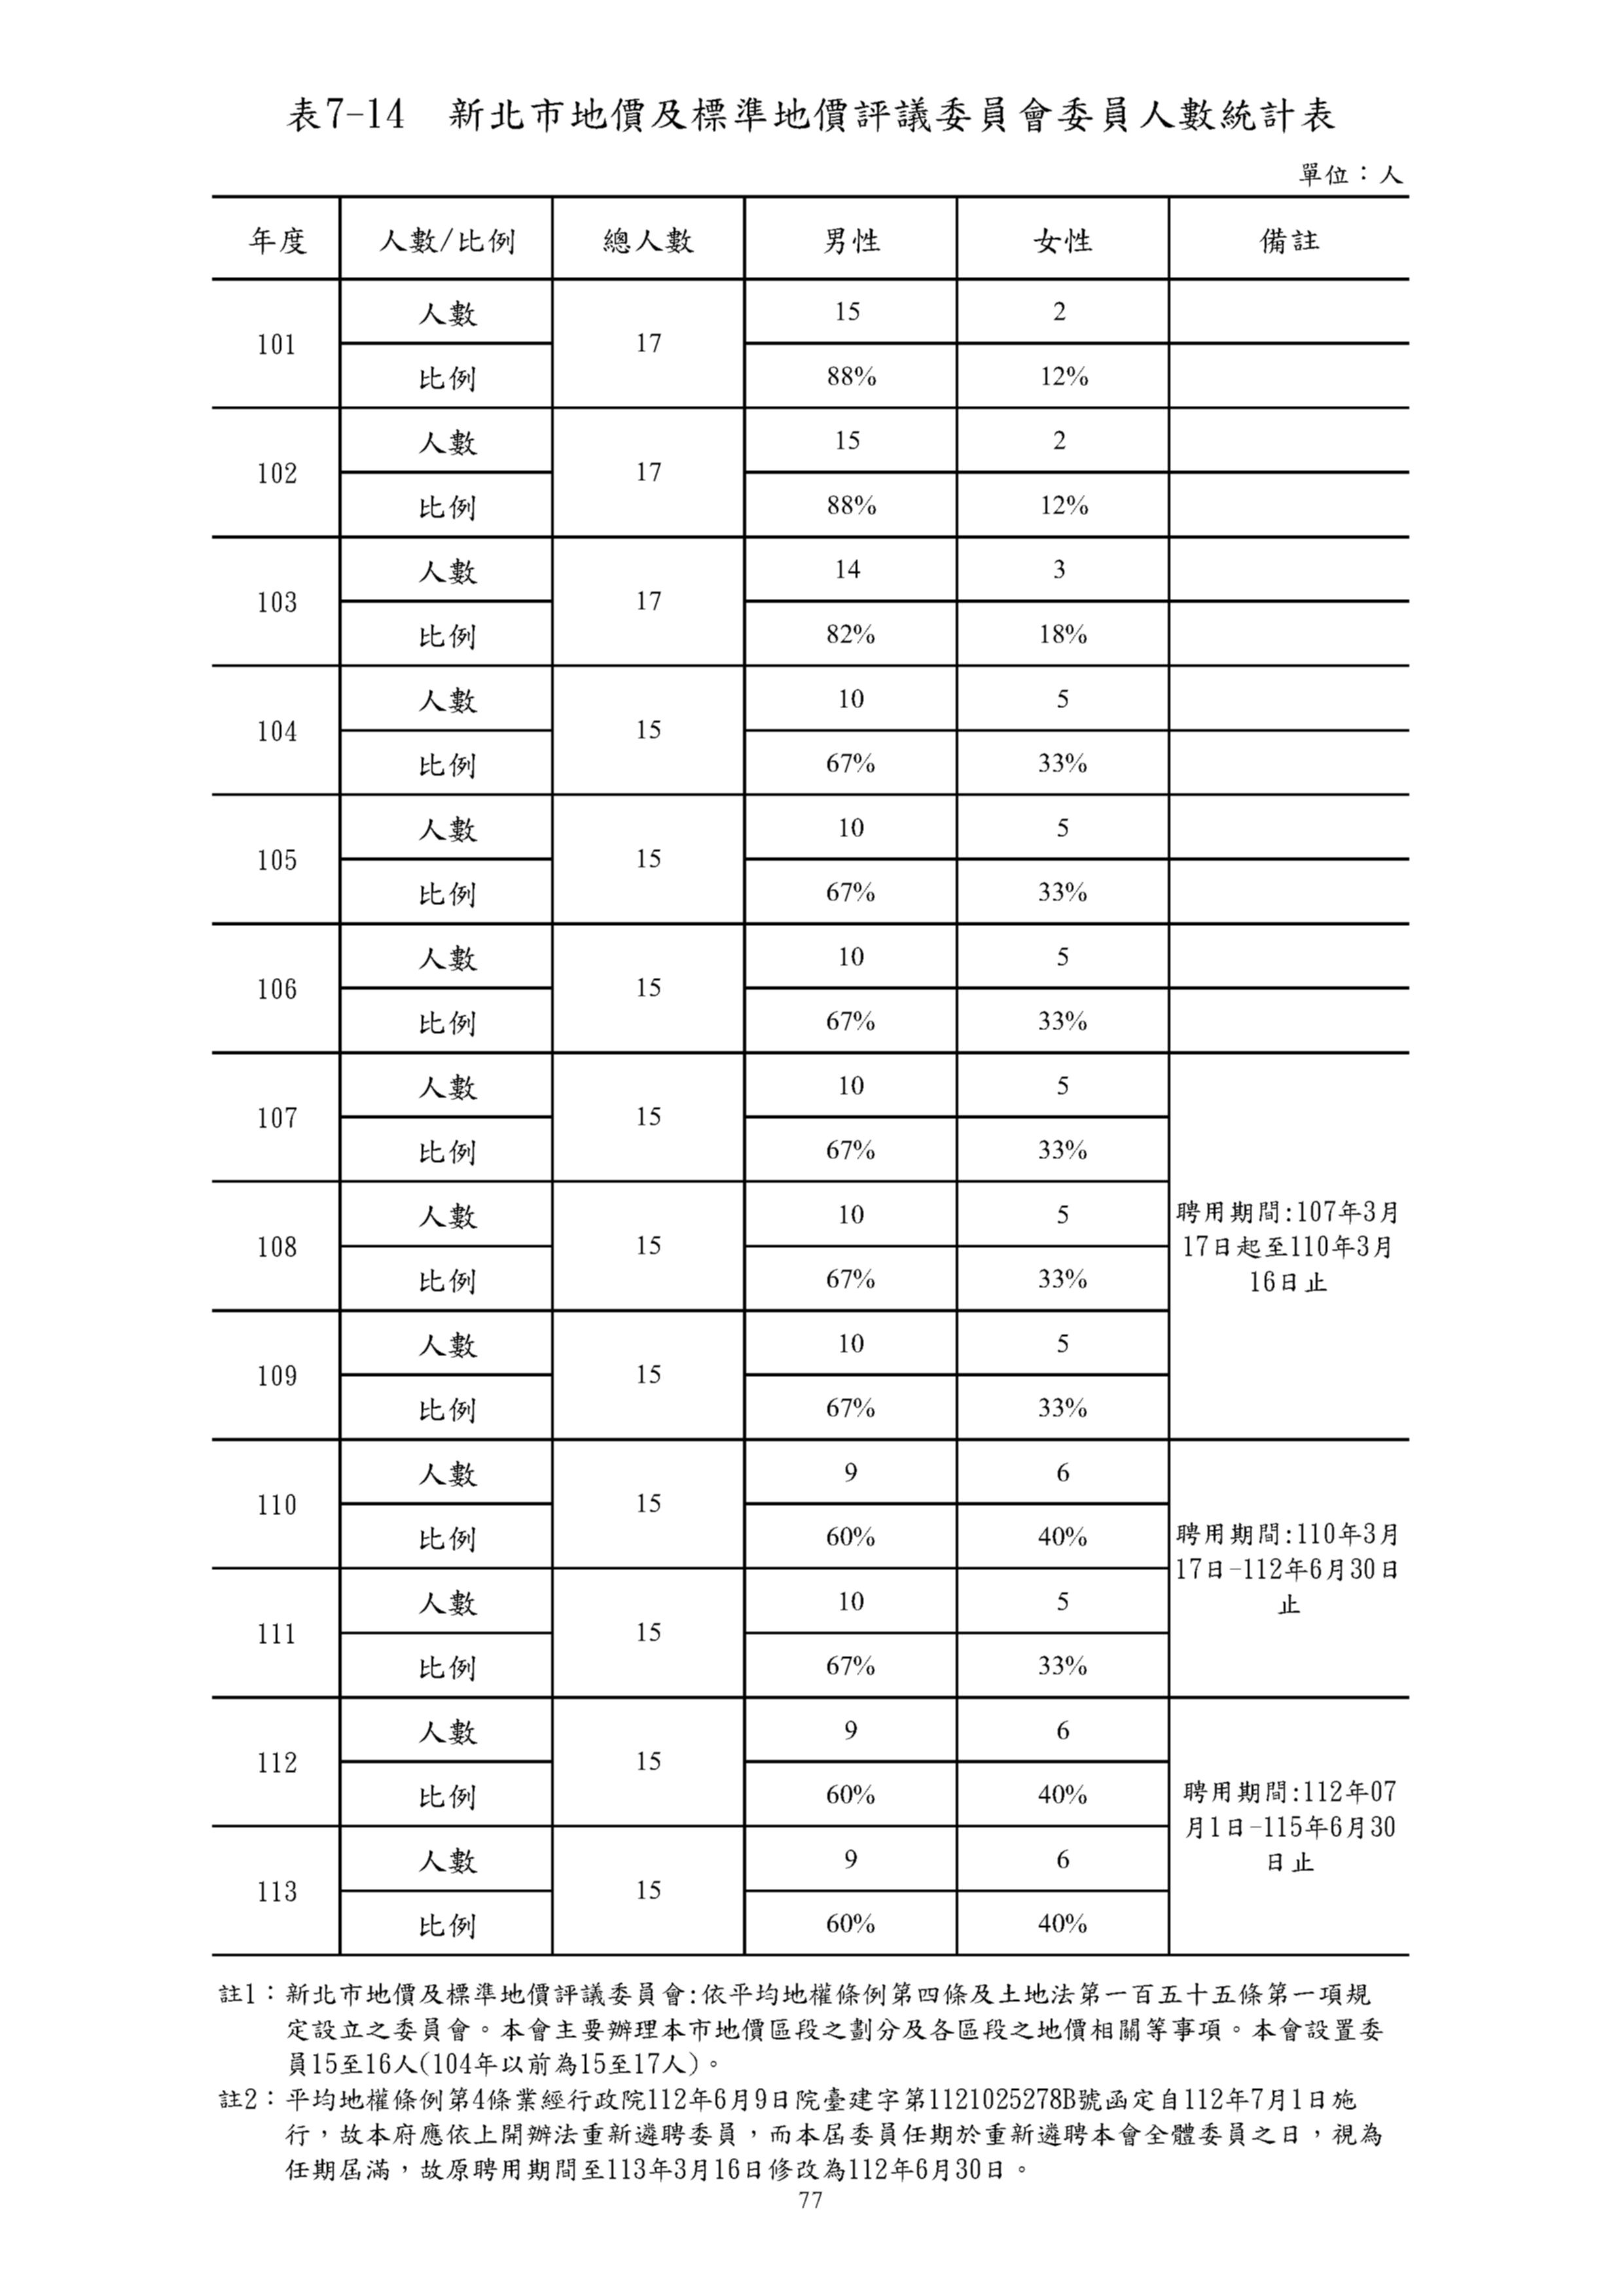 表7-14 新北市地價及標準地價評議委員會委員人數統計表
單位：人
年度 人數/比例 總人數 男性 女性 備註
101 人數 17 15 2
比例 88% 12%
102 人數 17 15 2
比例 88% 12%
103 人數 17 14 3
比例 82% 18%
104 人數 15 10 5
比例 67% 33%
105 人數 15 10 5
比例 67% 33%
106 人數 15 10 5
比例 67% 33%
107 人數 15 10 5
比例 67% 33%
108 人數 15 10 5
比例 67% 33%
109 人數 15 10 5
比例 67% 33%
聘用期間:107年3月
17日起至110年3月
16日止
110 人數 15 9 6
比例 60% 40%
111 人數 15 10 5
比例 67% 33%
聘用期間:110年3月
17日-112年6月30日
止
112 人數 15 9 6
比例 60% 40%
113 人數 15 9 6
比例 60% 40%
聘用期間:112年07
月1日-115年6月30
日止
註1：新北市地價及標準地價評議委員會:依平均地權條例第四條及土地法第一百五十五條第一項規
定設立之委員會。本會主要辦理本市地價區段之劃分及各區段之地價相關等事項。本會設置委
員15至16人(104年以前為15至17人)。
註2：平均地權條例第4條業經行政院112年6月9日院臺建字第1121025278B號函定自112年7月1日施
行，故本府應依上開辦法重新遴聘委員，而本屆委員任期於重新遴聘本會全體委員之日，視為
任期屆滿，故原聘用期間至113年3月16日修改為112年6月30日。
77